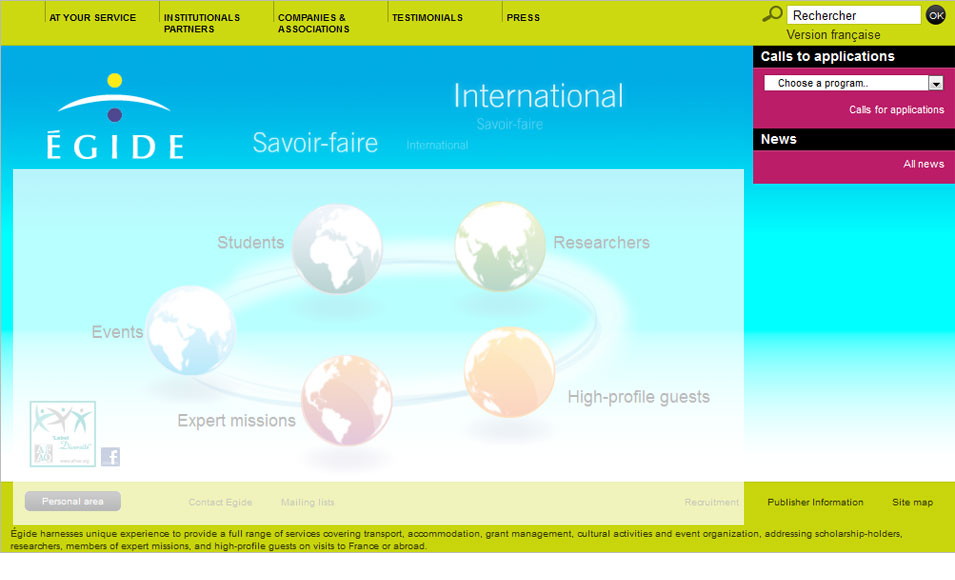 AT YOUR SERVICE
INSTITUTIONALS
PARTNERS
COMPANIES &
ASSOCIATIONS
TESTIMONIALS
PRESS
Rechercher
OK
Version française
Calls to applications
Choose a program..
Calls for applications
News
All news
ÉGIDE
International
Savoir-faire
Savoir-faire
International
Students
Researchers
Events
High-profile guests
Expert missions
Personal area
Contact Egide
Mailing lists
Recruitment
Publisher Information
Site map
Égide harnesses unique experience to provide a full range of services covering transport, accommodation, grant management, cultural activities and event organization, addressing scholarship-holders,
researchers, members of expert missions, and high-profile guests on visits to France or abroad.